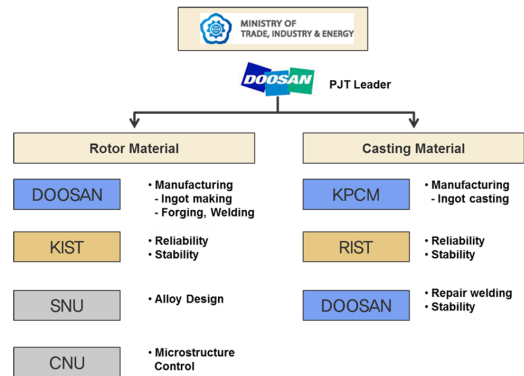 MINISTRY OF
TRADE, INDUSTRY & ENERGY
DOOSAN
PJT Leader
Rotor Material
DOOSAN
• Manufacturing
- Ingot making
- Forging, Welding
KIST
• Reliability
• Stability
SNU
• Alloy Design
CNU
• Microstructure
Control
Casting Material
KPCM
• Manufacturing
- Ingot casting
RIST
• Reliability
• Stability
DOOSAN
• Repair welding
• Stability